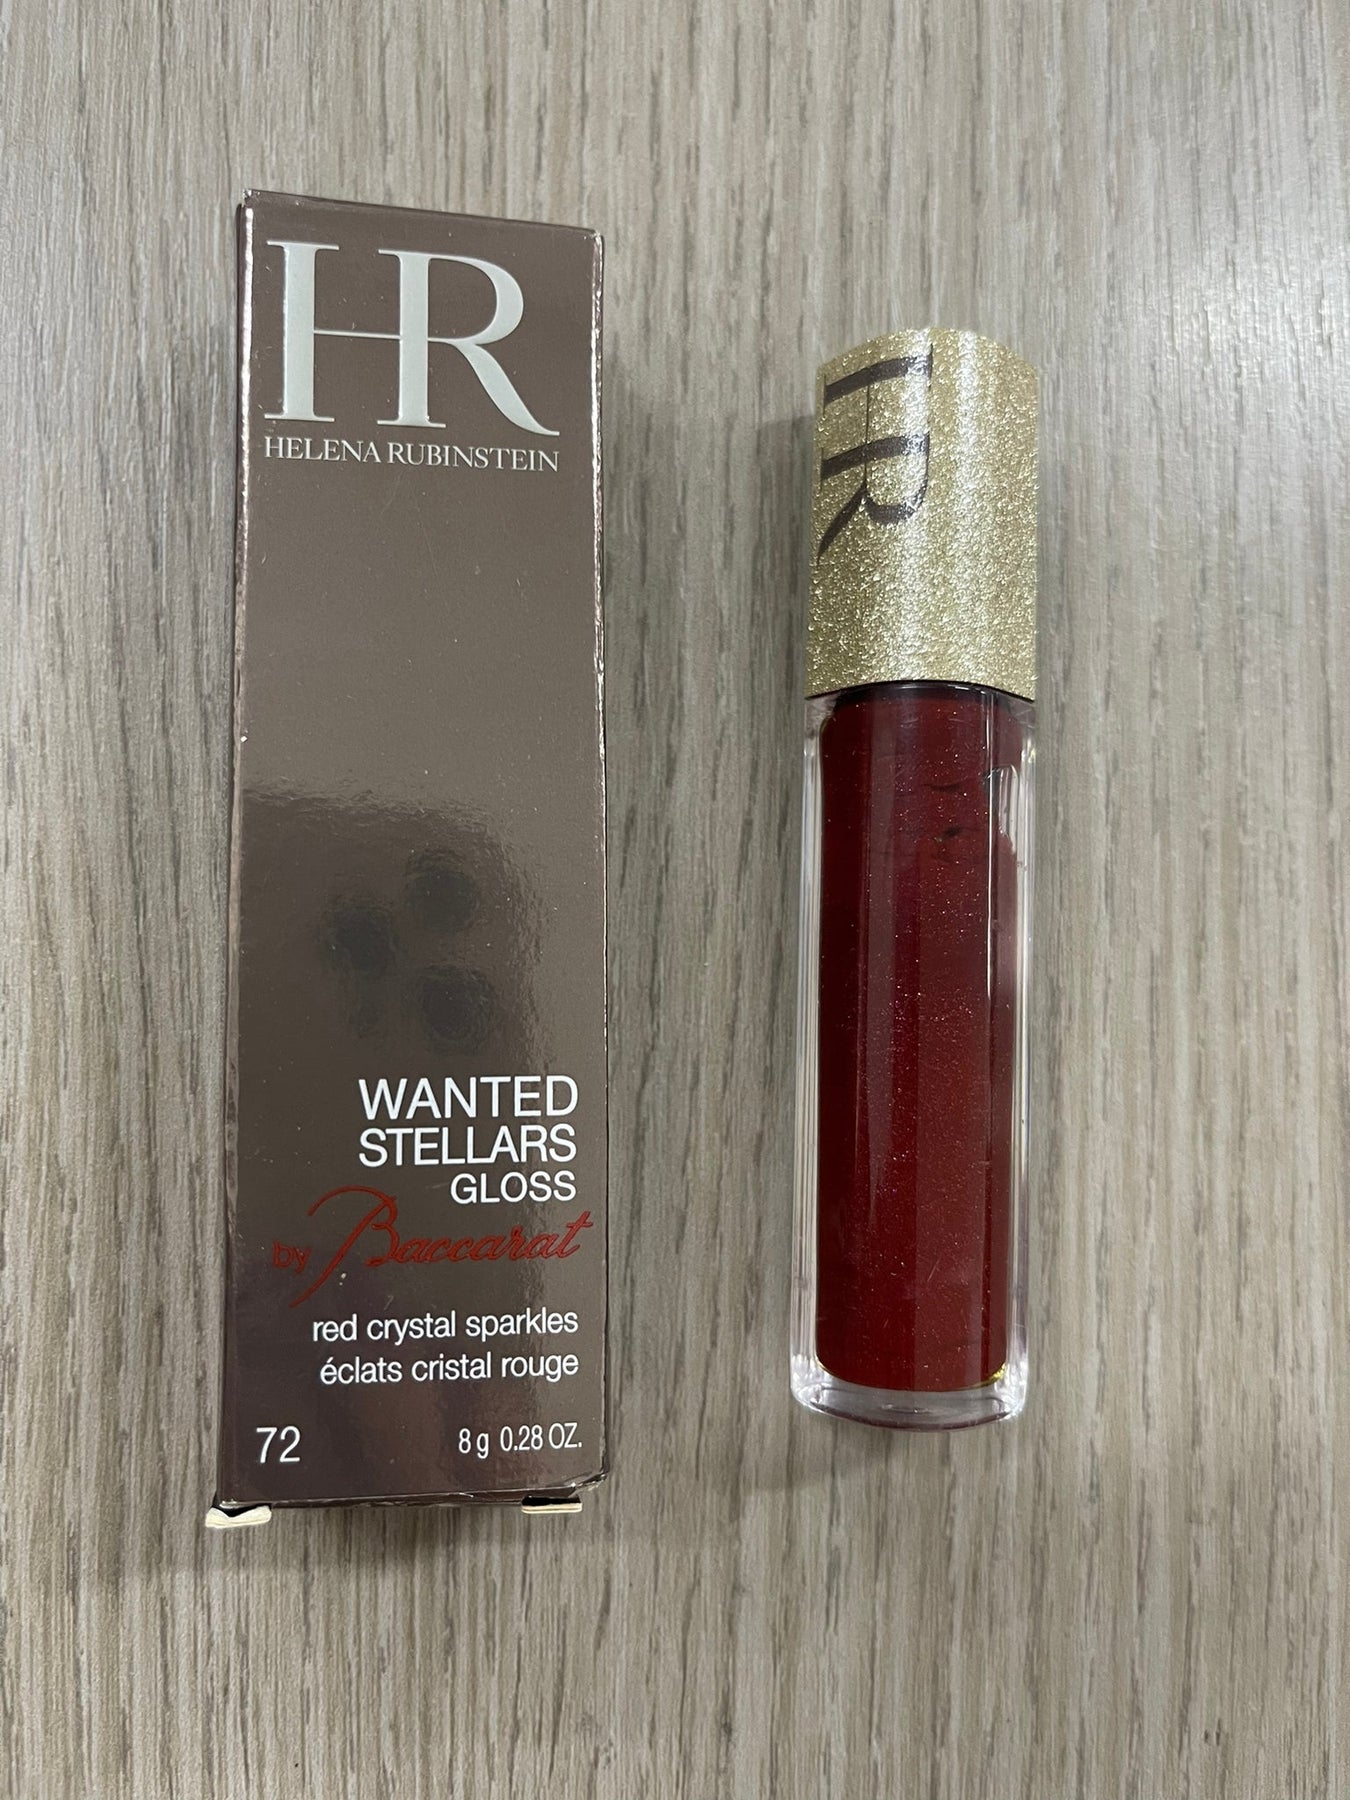 HR
HELENA RUBINSTEIN
WANTED
STELLARS
GLOSS
by Baccarat
red crystal sparkles
éclats cristal rouge
72 8 g 0.28 OZ.
HR